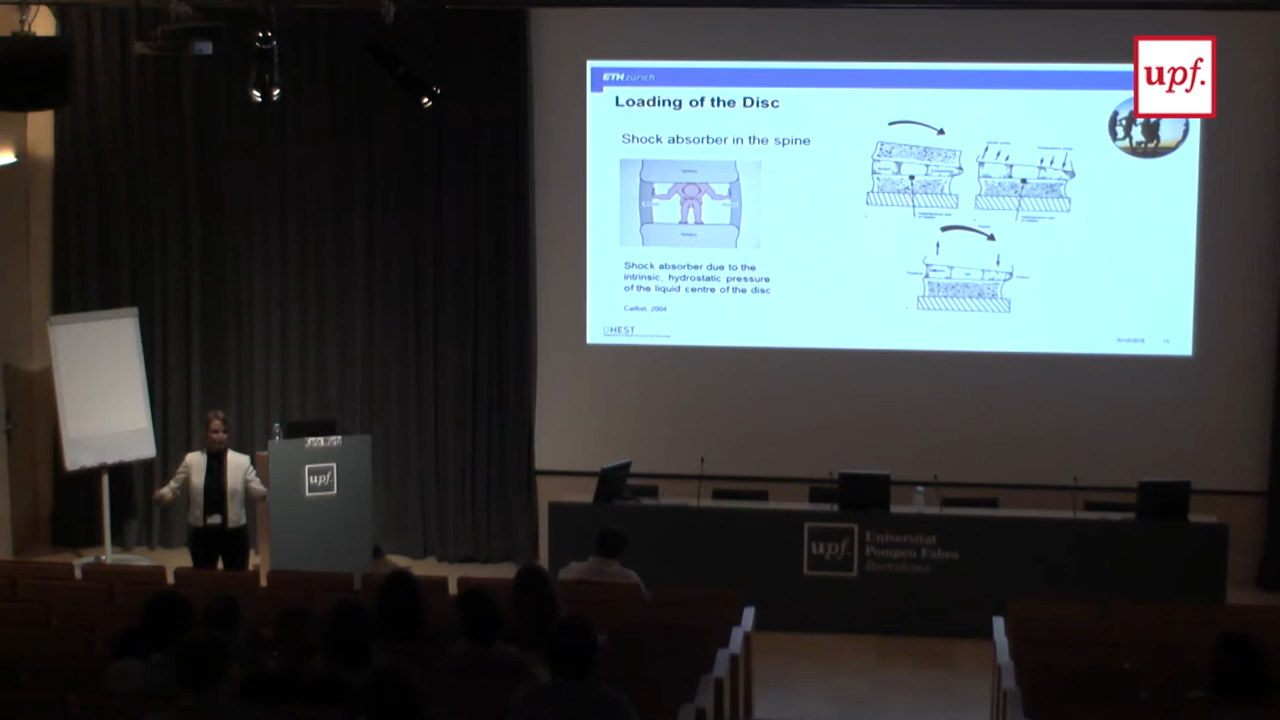 ETH zürich
upf.
Loading of the Disc
Shock absorber in the spine
Shock absorber due to the
intrinsic, hydrostatic pressure
of the liquid centre of the disc
Cailliet, 2004
DHEST
upf.
upf.
Universitat
Pompeu Fabra
Barcelona